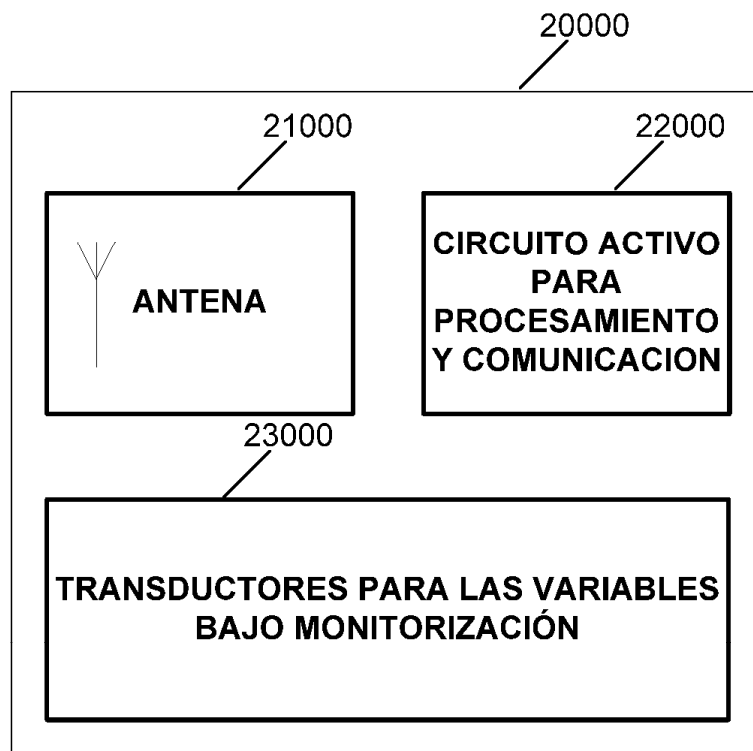 20000
21000
22000
ANTENA
CIRCUITO ACTIVO
PARA
PROCESAMIENTO
Y COMUNICACION
23000
TRANSDUCTORES PARA LAS VARIABLES
BAJO MONITORIZACIÓN